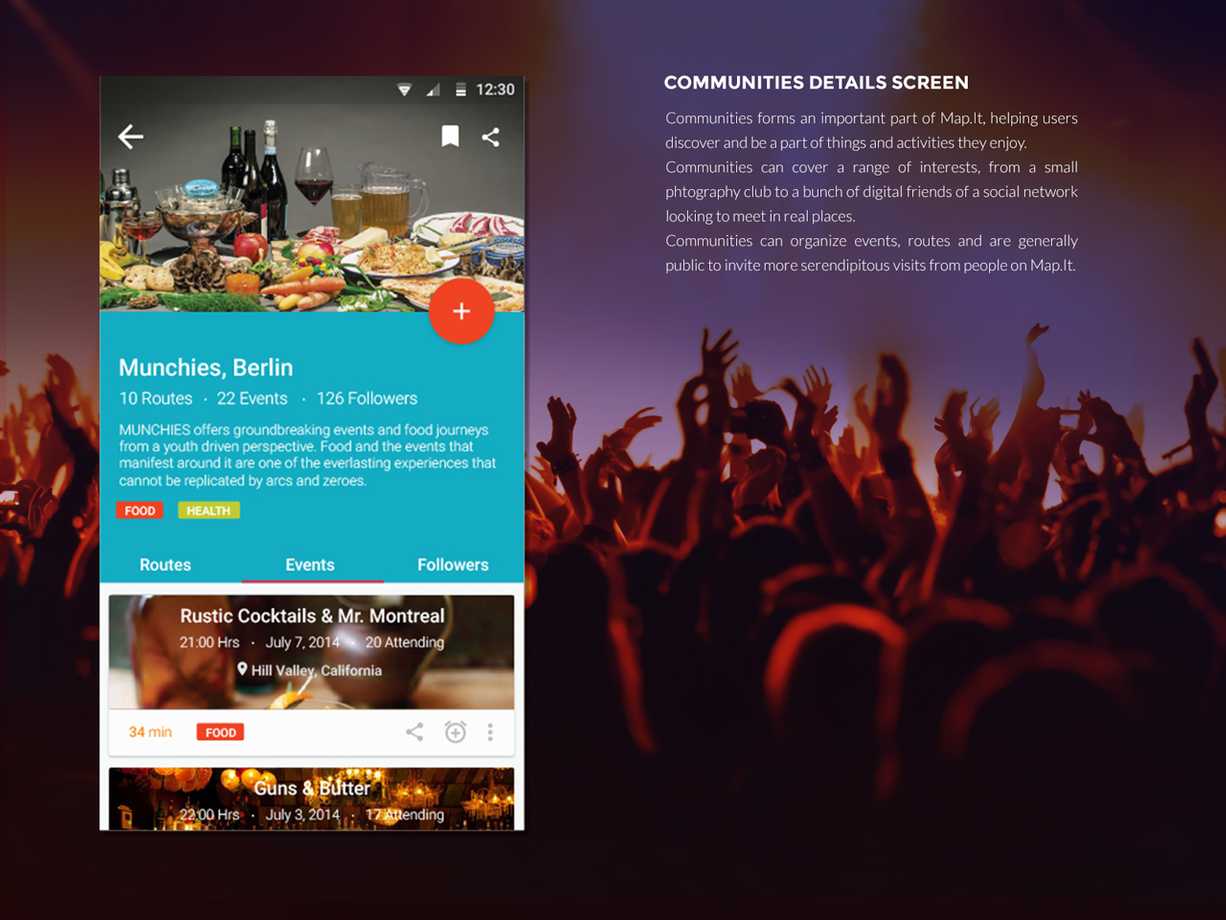 12:30
Munchies, Berlin
10 Routes · 22 Events · 126 Followers
MUNCHIES offers groundbreaking events and food journeys
from a youth driven perspective. Food and the events that
manifest around it are one of the everlasting experiences that
cannot be replicated by arcs and zeroes.
FOOD HEALTH
Routes Events Followers
Rustic Cocktails & Mr. Montreal
21:00 Hrs · July 7, 2014 · 20 Attending
Hill Valley, California
34 min FOOD
Guns & Butter
22:00 Hrs · July 3, 2014 · 17 Attending
COMMUNITIES DETAILS SCREEN
Communities forms an important part of Map.It, helping users
discover and be a part of things and activities they enjoy.
Communities can cover a range of interests, from a small
phtography club to a bunch of digital friends of a social network
looking to meet in real places.
Communities can organize events, routes and are generally
public to invite more serendipitous visits from people on Map.It.